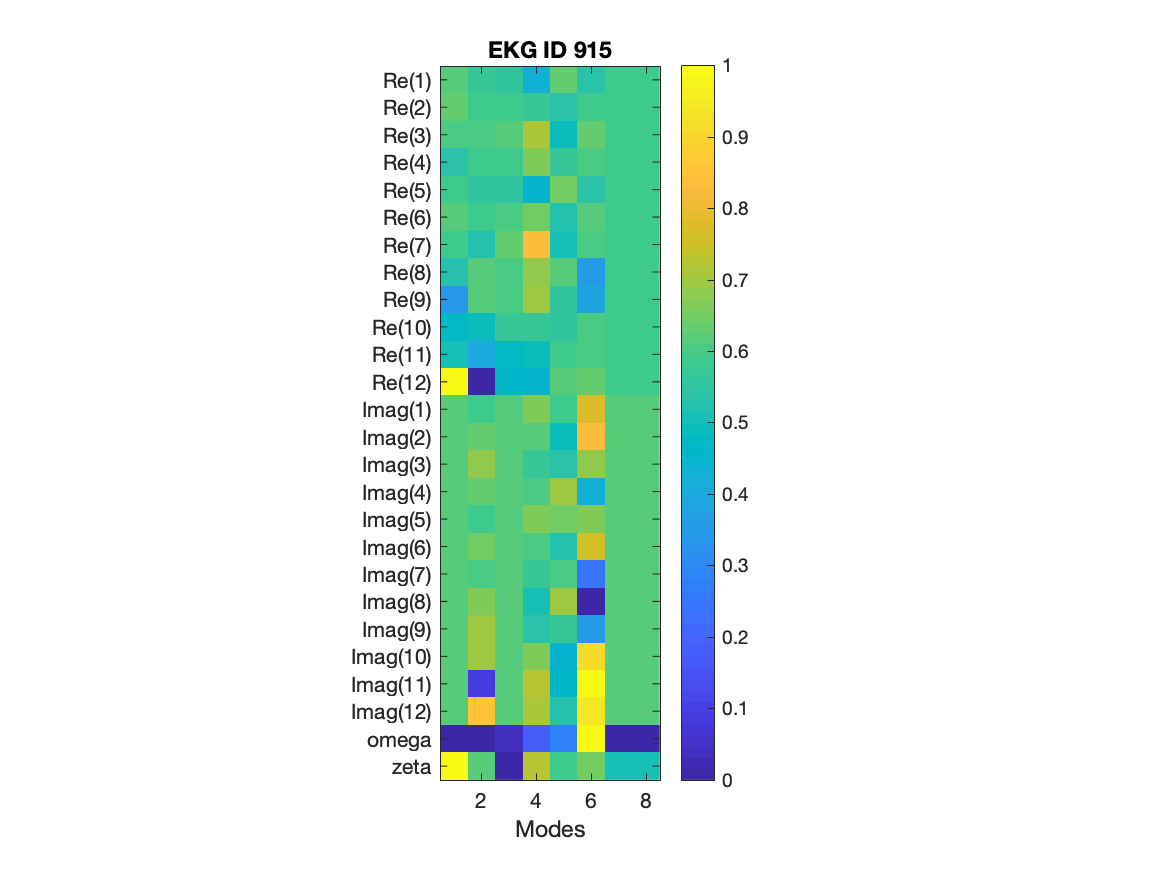 EKG ID 915
Re(1)
Re(2)
Re(3)
Re(4)
Re(5)
Re(6)
Re(7)
Re(8)
Re(9)
Re(10)
Re(11)
Re(12)
Imag(1)
Imag(2)
Imag(3)
Imag(4)
Imag(5)
Imag(6)
Imag(7)
Imag(8)
Imag(9)
Imag(10)
Imag(11)
Imag(12)
omega
zeta
2 4 6 8
Modes
1
0.9
0.8
0.7
0.6
0.5
0.4
0.3
0.2
0.1
0